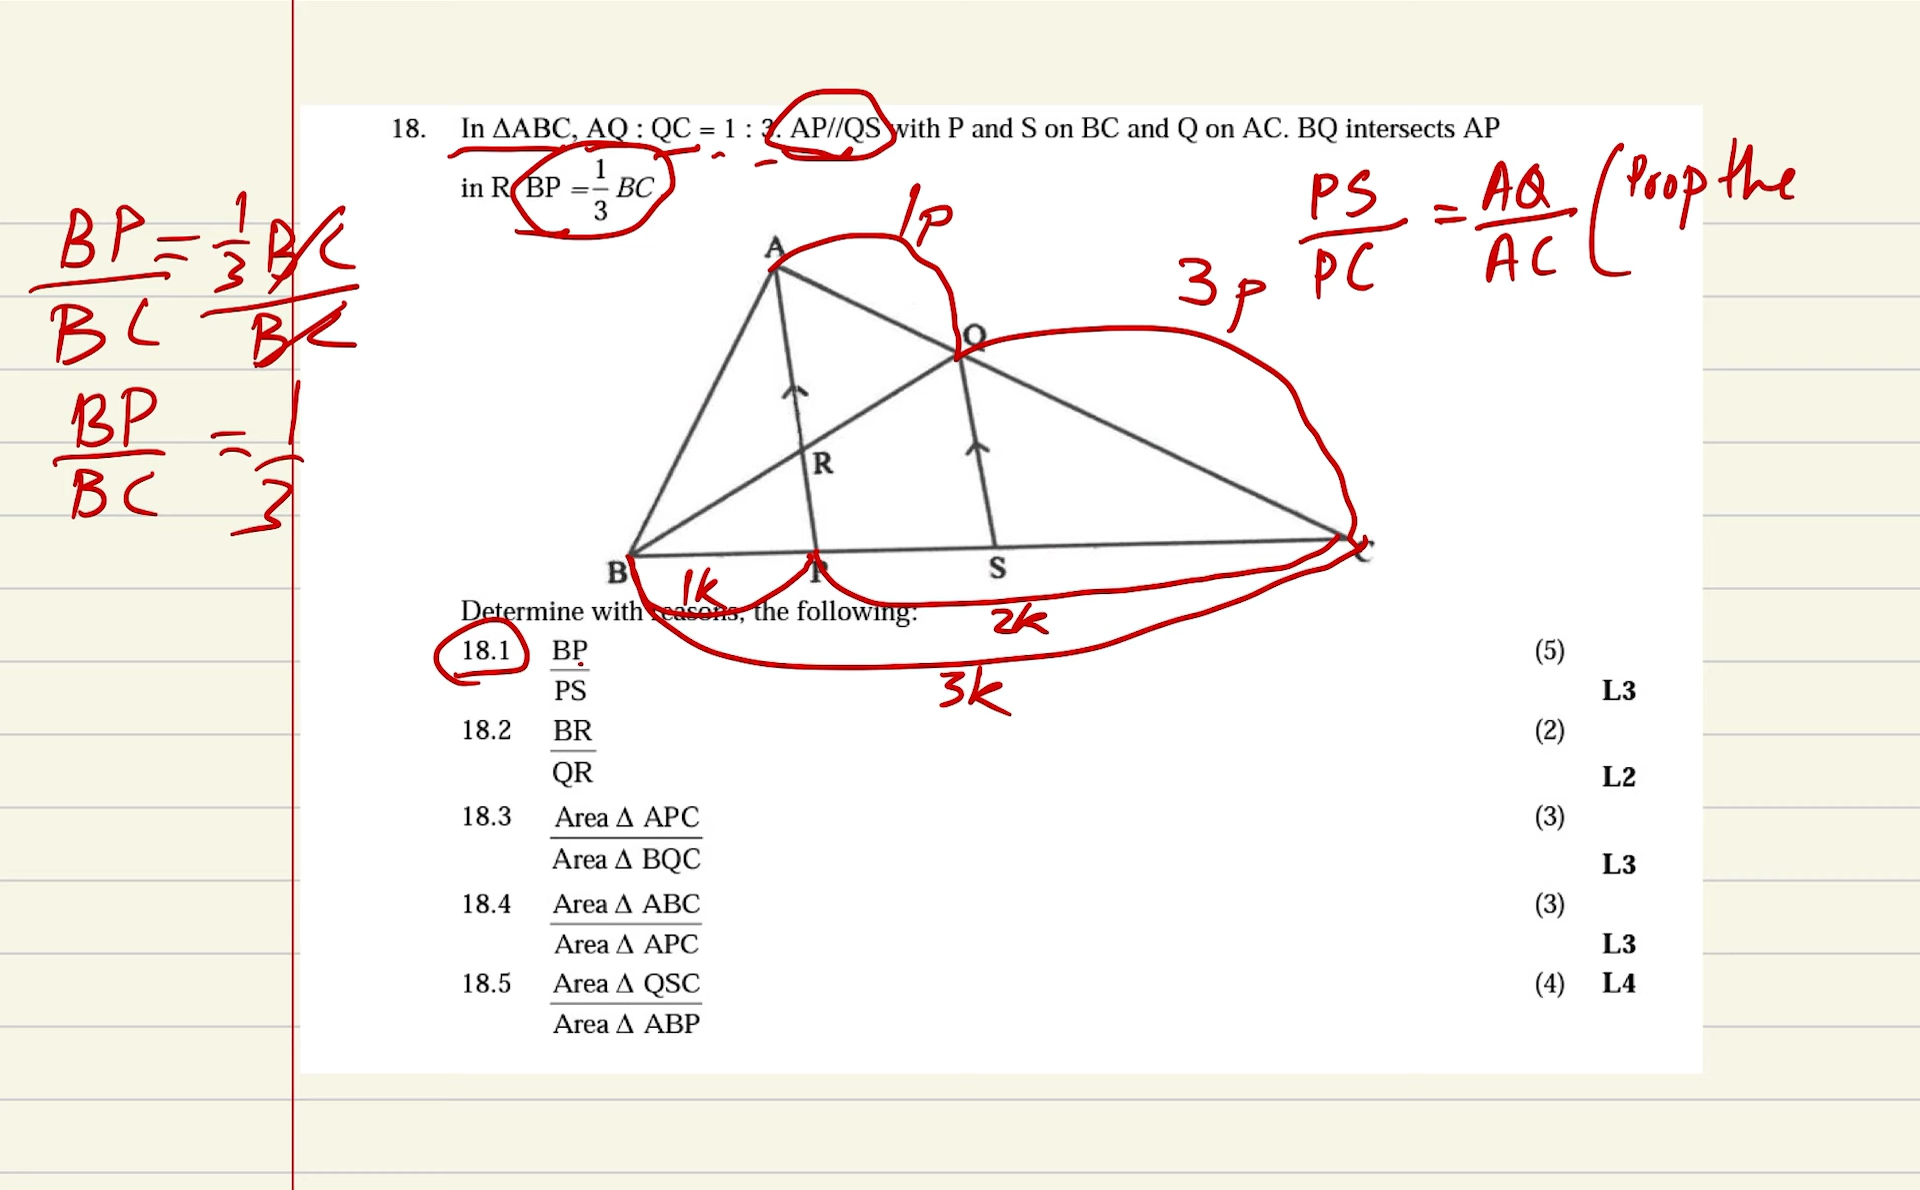 18. In ΔABC, AQ : QC = 1 : 3. AP//QS with P and S on BC and Q on AC. BQ intersects AP
in R BP = 1/3 BC
BP/BC = 1/3 BC / BC
BP/BC = 1/3
PS/PC = AQ/AC (Prop the
1p
3p
A
Q
R
B
P
S
C
1k
2k
3k
Determine with reasons, the following:
18.1 BP/PS (5)
L3
18.2 BR/QR (2)
L2
18.3 Area Δ APC / Area Δ BQC (3)
L3
18.4 Area Δ ABC / Area Δ APC (3)
L3
18.5 Area Δ QSC / Area Δ ABP (4) L4